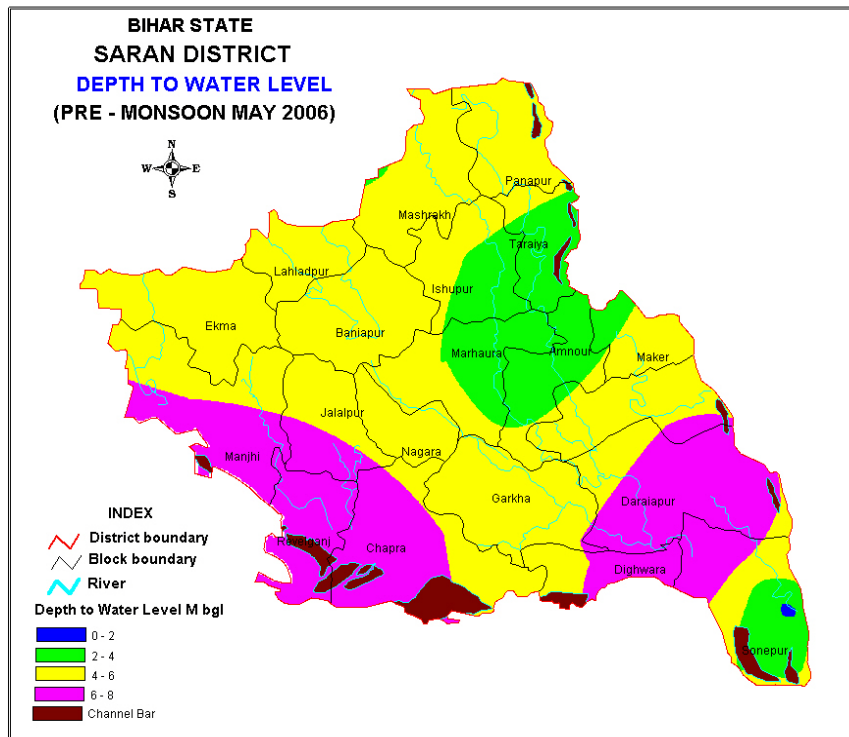 BIHAR STATE
SARAN DISTRICT
DEPTH TO WATER LEVEL
(PRE - MONSOON MAY 2006)
N
W E
S
Panapur
Mashrakh
Taraiya
Lahladpur
Ishupur
Ekma
Baniapur
Marhaura
Amnour
Maker
Jalalpur
Manjhi
Nagara
Garkha
Daraiapur
Revelganj
Chapra
Dighwara
Sonepur
INDEX
District boundary
Block boundary
River
Depth to Water Level M bgl
0 - 2
2 - 4
4 - 6
6 - 8
Channel Bar